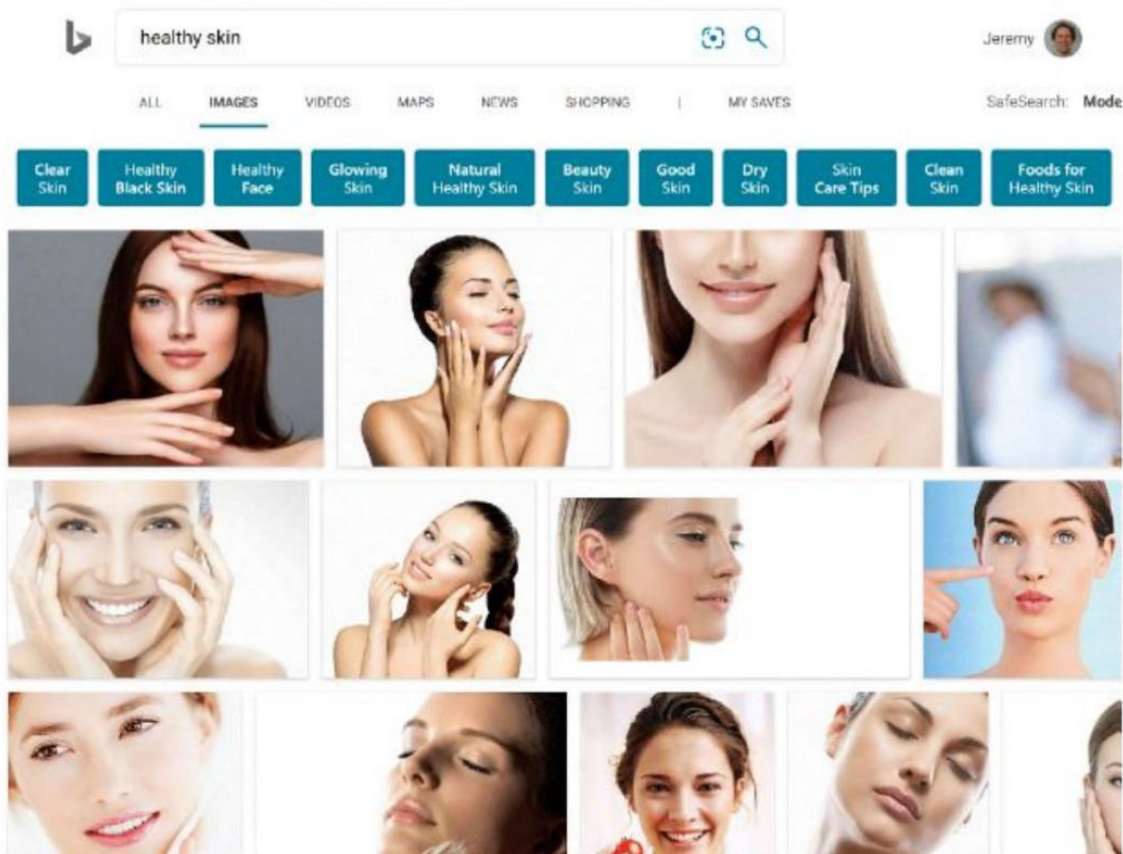 healthy skin
Jeremy
ALL IMAGES VIDEOS MAPS NEWS SHOPPING | MY SAVES
SafeSearch: Mode
Clear Skin
Healthy Black Skin
Healthy Face
Glowing Skin
Natural Healthy Skin
Beauty Skin
Good Skin
Dry Skin
Skin Care Tips
Clean Skin
Foods for Healthy Skin